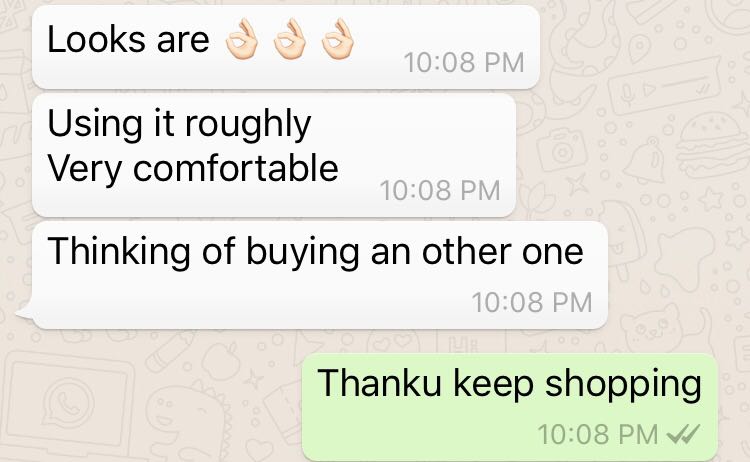 Looks are 👌🏻👌🏻👌🏻
10:08 PM
Using it roughly
Very comfortable
10:08 PM
Thinking of buying an other one
10:08 PM
Thanku keep shopping
10:08 PM